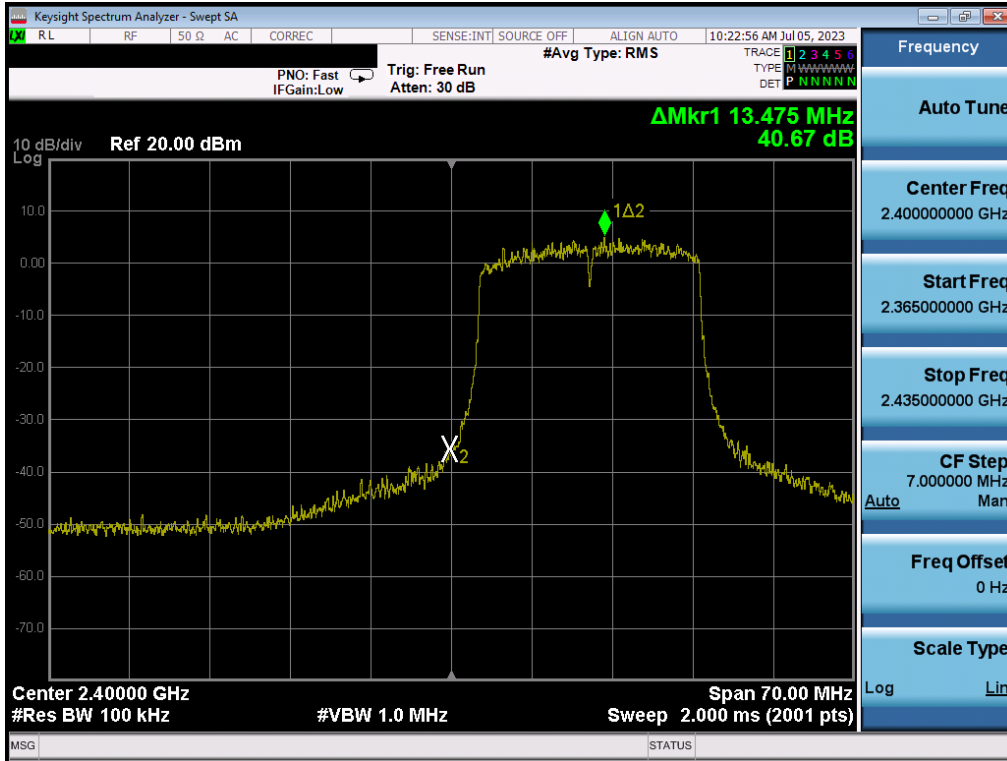 Keysight Spectrum Analyzer - Swept SA
LXI RL RF 50 Ω AC CORREC SENSE:INT SOURCE OFF ALIGN AUTO 10:22:56 AM Jul 05, 2023
#Avg Type: RMS
TRACE 1 2 3 4 5 6
PNO: Fast Trig: Free Run
TYPE M WWWWW
IFGain:Low Atten: 30 dB
DET P N N N N N
ΔMkr1 13.475 MHz
40.67 dB
10 dB/div Ref 20.00 dBm
Log
10.0
0.00
-10.0
-20.0
-30.0
-40.0
-50.0
-60.0
-70.0
1Δ2
X2
Center 2.40000 GHz Span 70.00 MHz
#Res BW 100 kHz #VBW 1.0 MHz Sweep 2.000 ms (2001 pts)
MSG STATUS
Frequency
Auto Tune
Center Freq
2.400000000 GHz
Start Freq
2.365000000 GHz
Stop Freq
2.435000000 GHz
CF Step
7.000000 MHz
Auto Man
Freq Offset
0 Hz
Scale Type
Log Lin